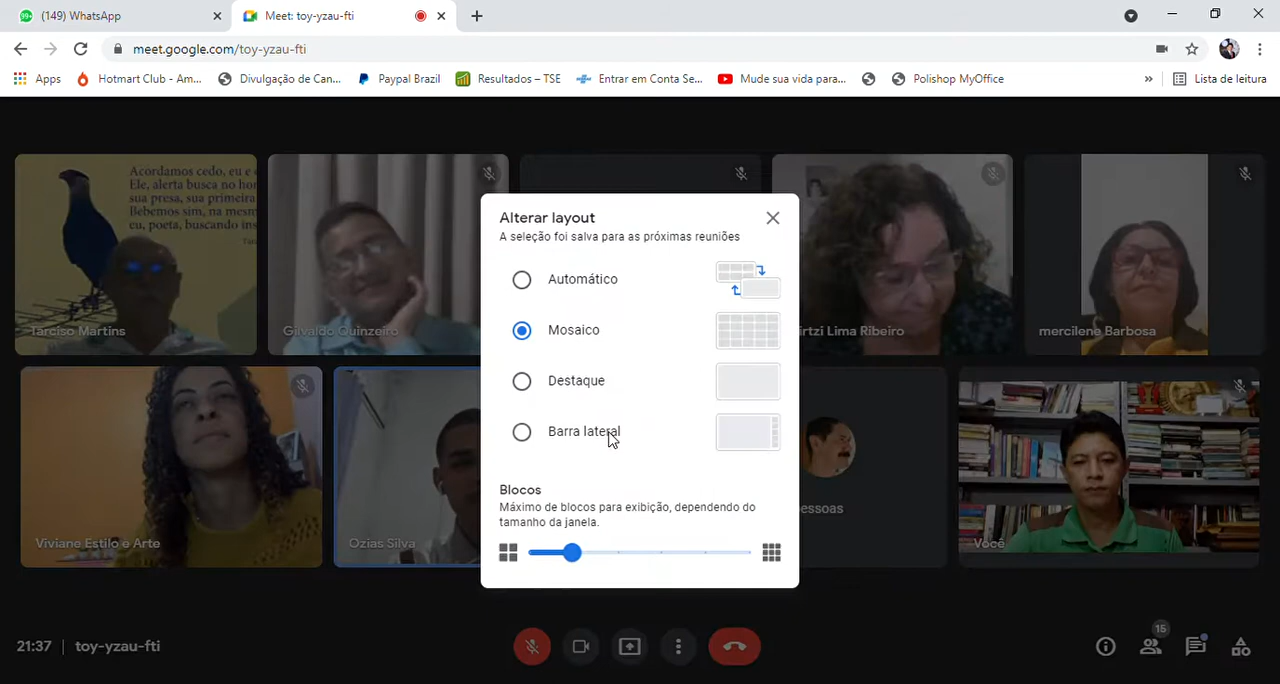 (149) WhatsApp
Meet: toy-yzau-fti
meet.google.com/toy-yzau-fti
Apps
Hotmart Club - Am...
Divulgação de Can...
Paypal Brazil
Resultados – TSE
Entrar em Conta Se...
Mude sua vida para...
Polishop MyOffice
»
Lista de leitura
Acordamos cedo, eu e
Ele, alerta busca no hor
sua presa, sua primeira
Bebemos sim, na mesm
eu, poeta, buscando ins
Tarciso Martins
Gilvaldo Quinzeiro
irtzi Lima Ribeiro
mercilene Barbosa
Alterar layout
A seleção foi salva para as próximas reuniões
Automático
Mosaico
Destaque
Barra lateral
Blocos
Máximo de blocos para exibição, dependendo do
tamanho da janela.
Viviane Estilo e Arte
Ozias Silva
essoas
Você
21:37 | toy-yzau-fti
15